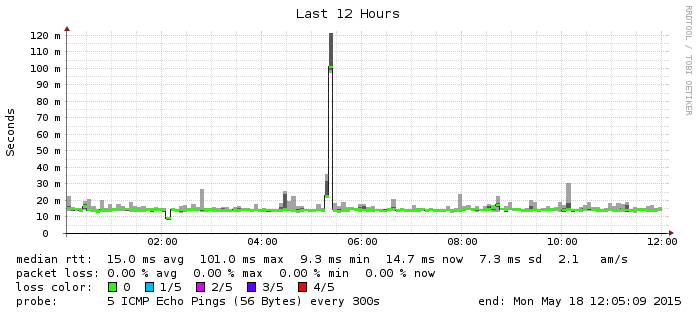 Last 12 Hours
RRDTOOL / TOBI OETIKER
Seconds
120 m
110 m
100 m
90 m
80 m
70 m
60 m
50 m
40 m
30 m
20 m
10 m
0
02:00 04:00 06:00 08:00 10:00 12:00
median rtt: 15.0 ms avg 101.0 ms max 9.3 ms min 14.7 ms now 7.3 ms sd 2.1 am/s
packet loss: 0.00 % avg 0.00 % max 0.00 % min 0.00 % now
loss color: 0 1/5 2/5 3/5 4/5
probe: 5 ICMP Echo Pings (56 Bytes) every 300s end: Mon May 18 12:05:09 2015